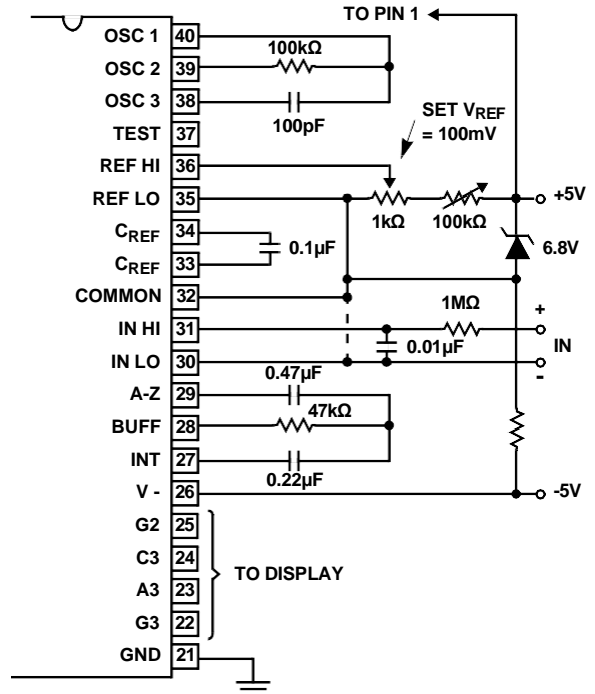 TO PIN 1
OSC 1 40
100kΩ
OSC 2 39
OSC 3 38
100pF
SET VREF
= 100mV
TEST 37
REF HI 36
REF LO 35
+5V
1kΩ
100kΩ
CREF 34
0.1µF
6.8V
CREF 33
COMMON 32
1MΩ
+
IN HI 31
0.01µF
IN
IN LO 30
-
0.47µF
A-Z 29
47kΩ
BUFF 28
INT 27
0.22µF
V - 26
-5V
G2 25
C3 24
TO DISPLAY
A3 23
G3 22
GND 21